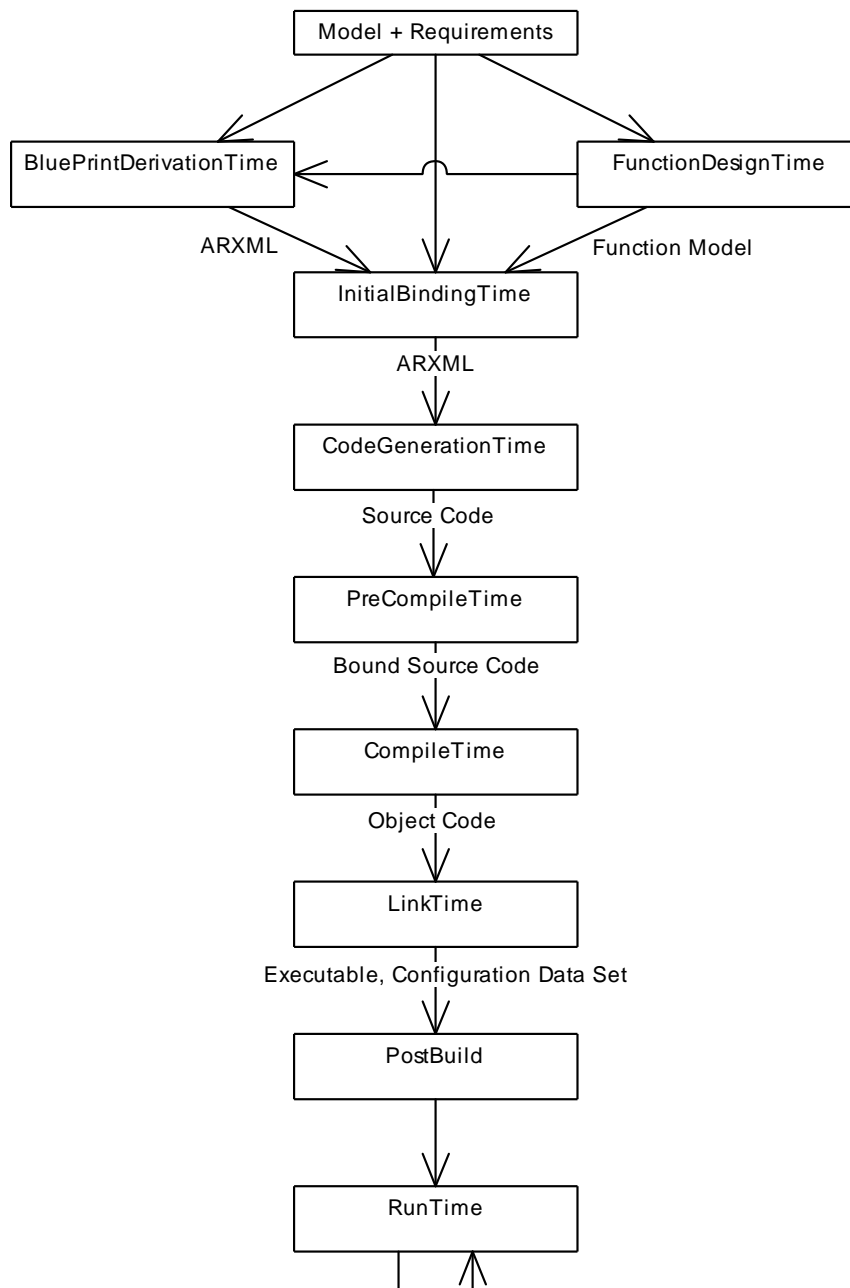 Model + Requirements
BluePrintDerivationTime
FunctionDesignTime
ARXML
Function Model
InitialBindingTime
ARXML
CodeGenerationTime
Source Code
PreCompileTime
Bound Source Code
CompileTime
Object Code
LinkTime
Executable, Configuration Data Set
PostBuild
RunTime